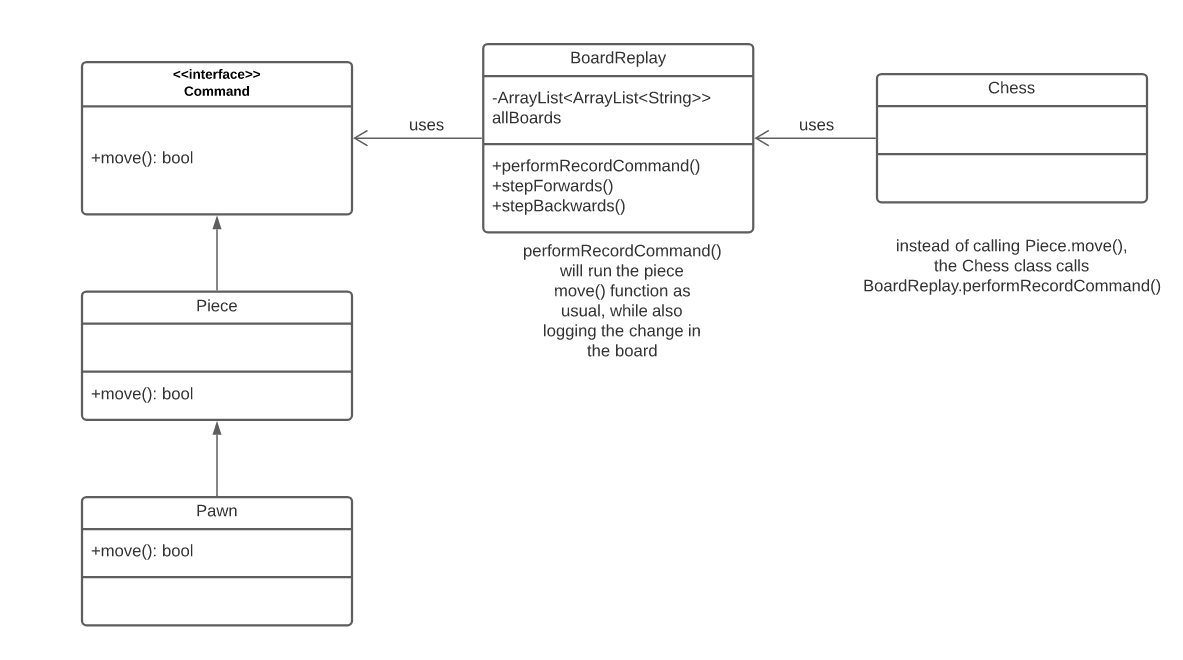 <<interface>>
Command
+move(): bool
uses
BoardReplay
-ArrayList<ArrayList<String>>
allBoards
+performRecordCommand()
+stepForwards()
+stepBackwards()
performRecordCommand()
will run the piece
move() function as
usual, while also
logging the change in
the board
uses
Chess
instead of calling Piece.move(),
the Chess class calls
BoardReplay.performRecordCommand()
Piece
+move(): bool
Pawn
+move(): bool